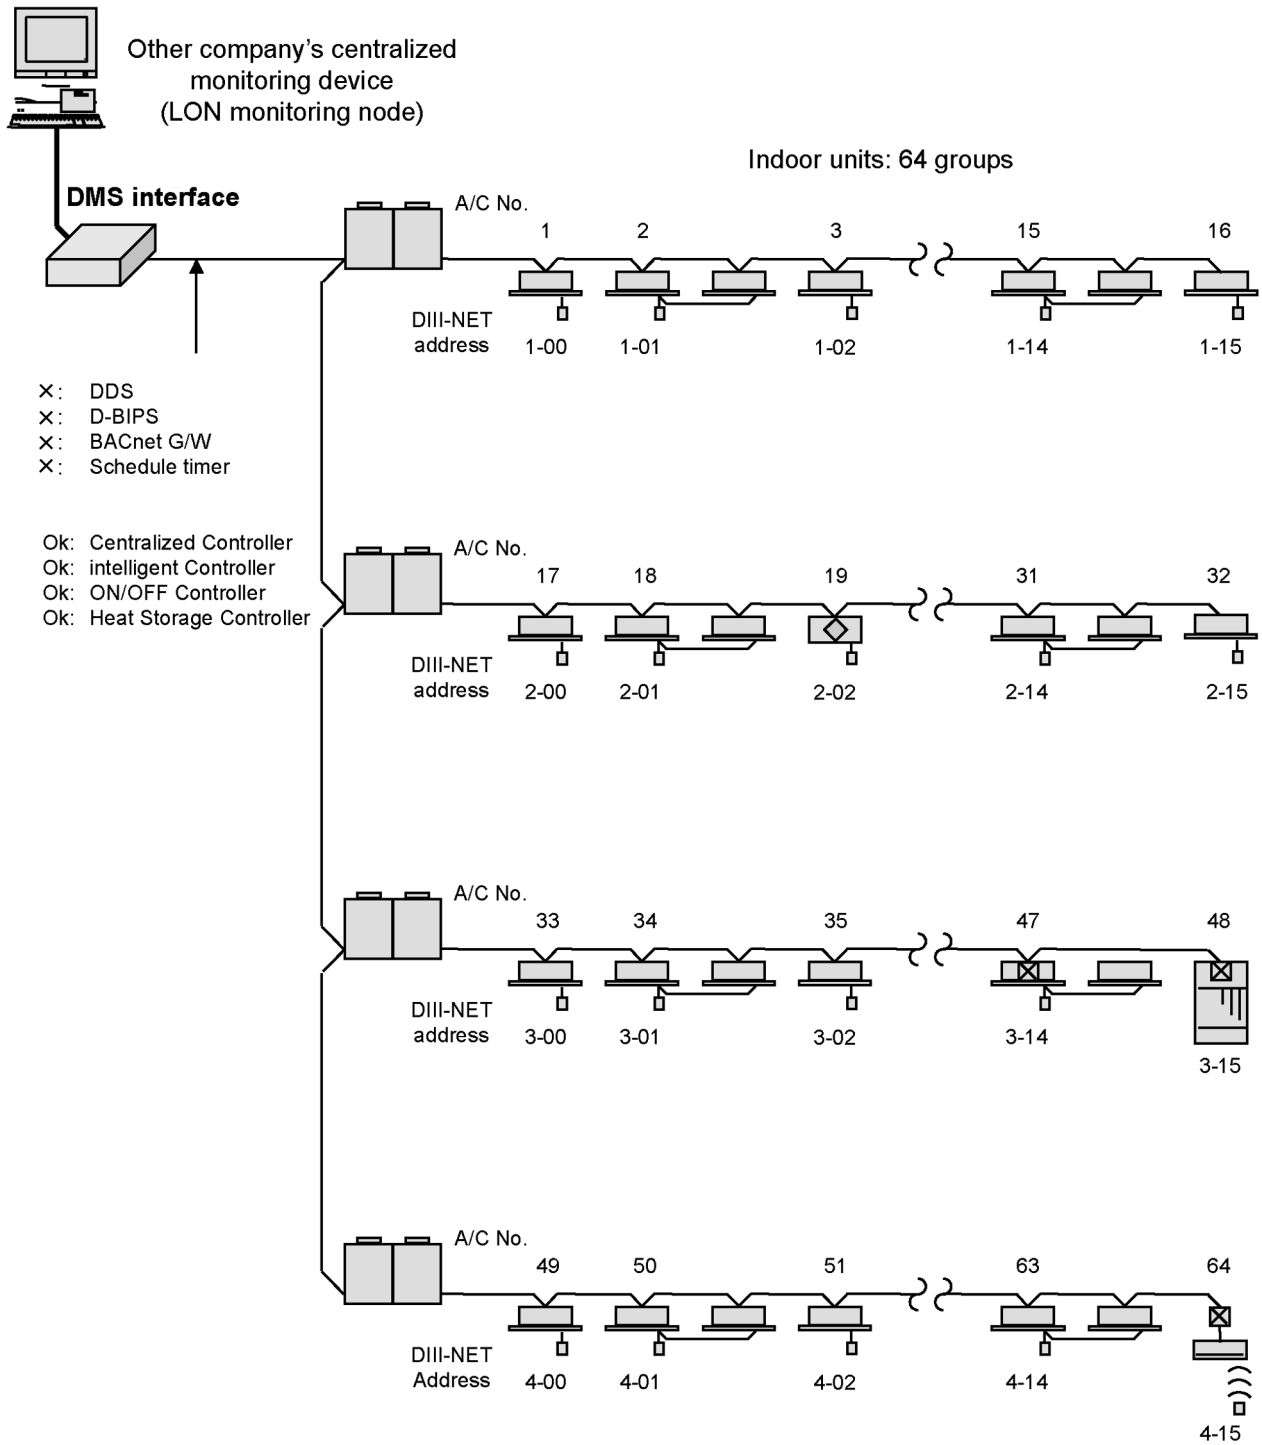 Other company's centralized
monitoring device
(LON monitoring node)
Indoor units: 64 groups
DMS interface
A/C No.
1 2 3 15 16
DIII-NET
address
1-00 1-01 1-02 1-14 1-15
×: DDS
×: D-BIPS
×: BACnet G/W
×: Schedule timer
Ok: Centralized Controller
Ok: intelligent Controller
Ok: ON/OFF Controller
Ok: Heat Storage Controller
A/C No.
17 18 19 31 32
DIII-NET
address
2-00 2-01 2-02 2-14 2-15
A/C No.
33 34 35 47 48
DIII-NET
address
3-00 3-01 3-02 3-14
3-15
A/C No.
49 50 51 63 64
DIII-NET
Address
4-00 4-01 4-02 4-14
4-15